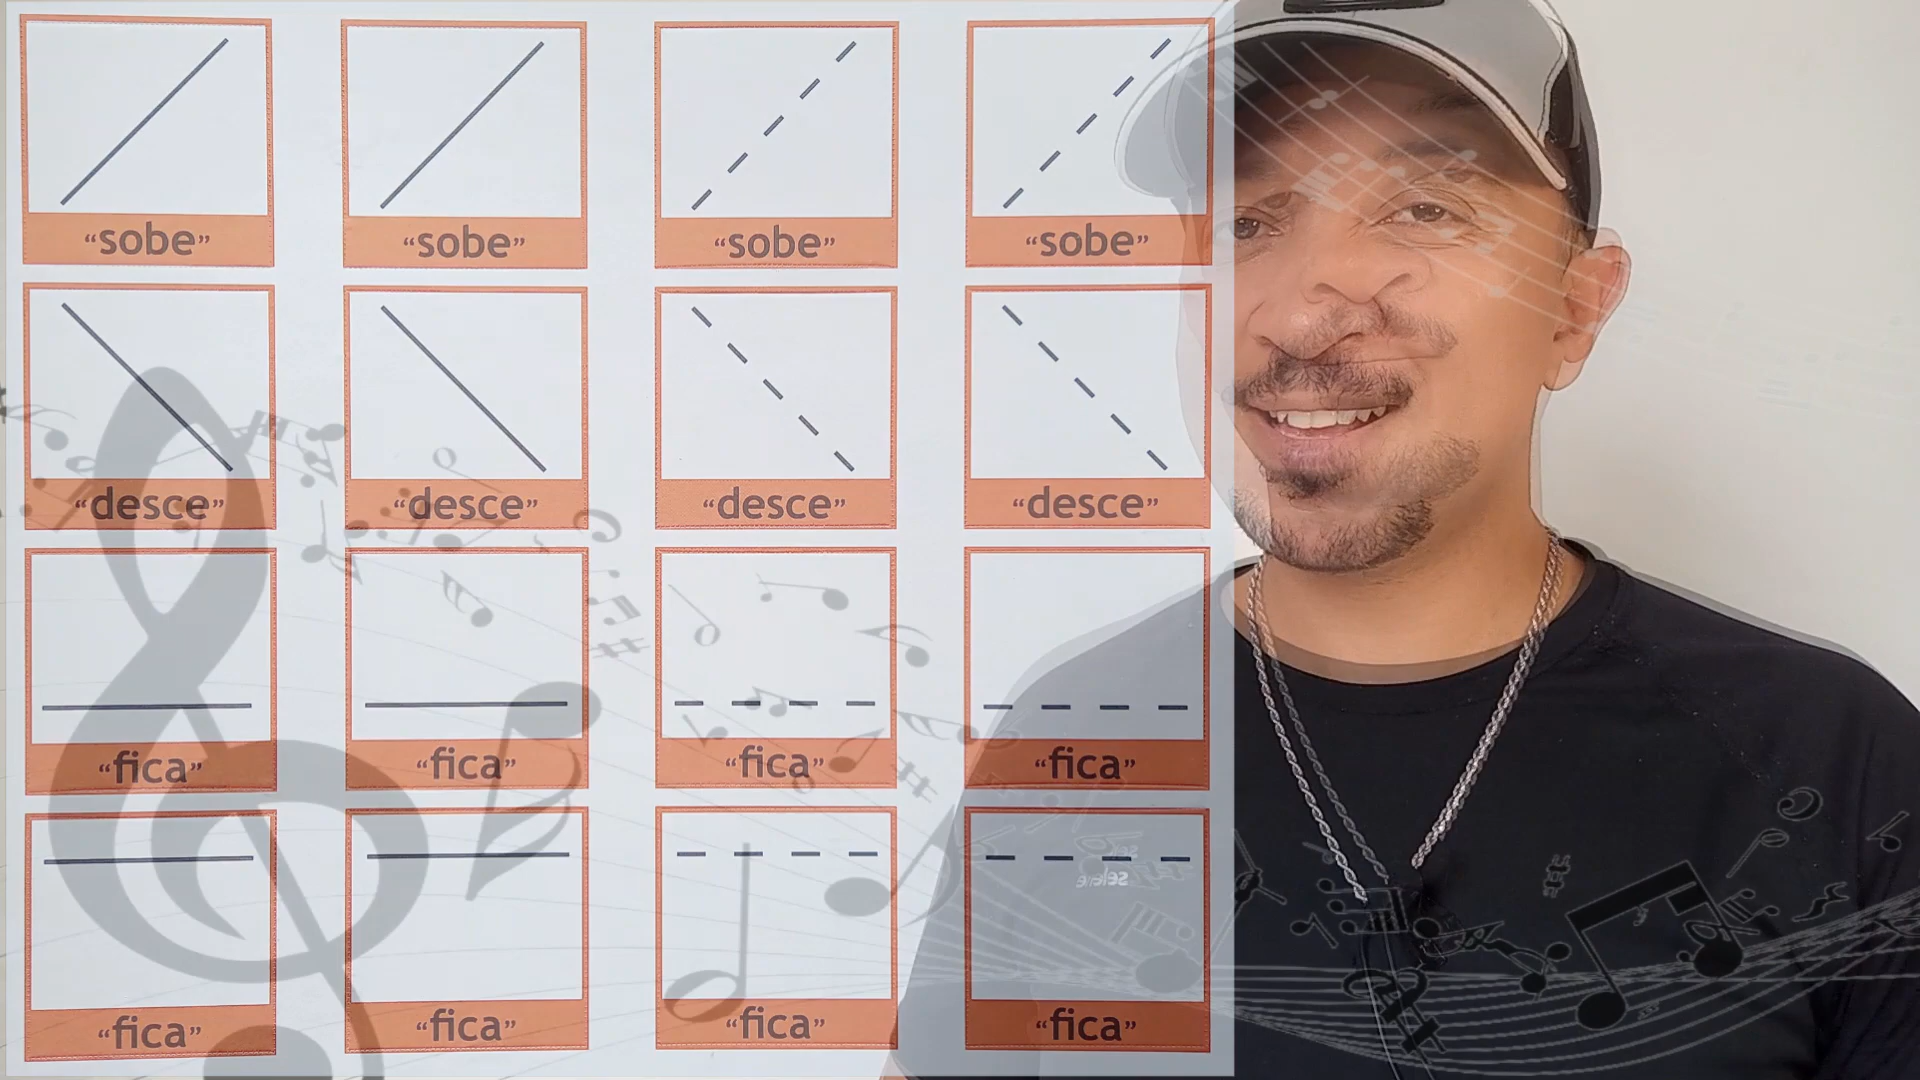 “sobe” “sobe” “sobe” “sobe”
“desce” “desce” “desce” “desce”
“fica” “fica” “fica” “fica”
“fica” “fica” “fica” “fica”